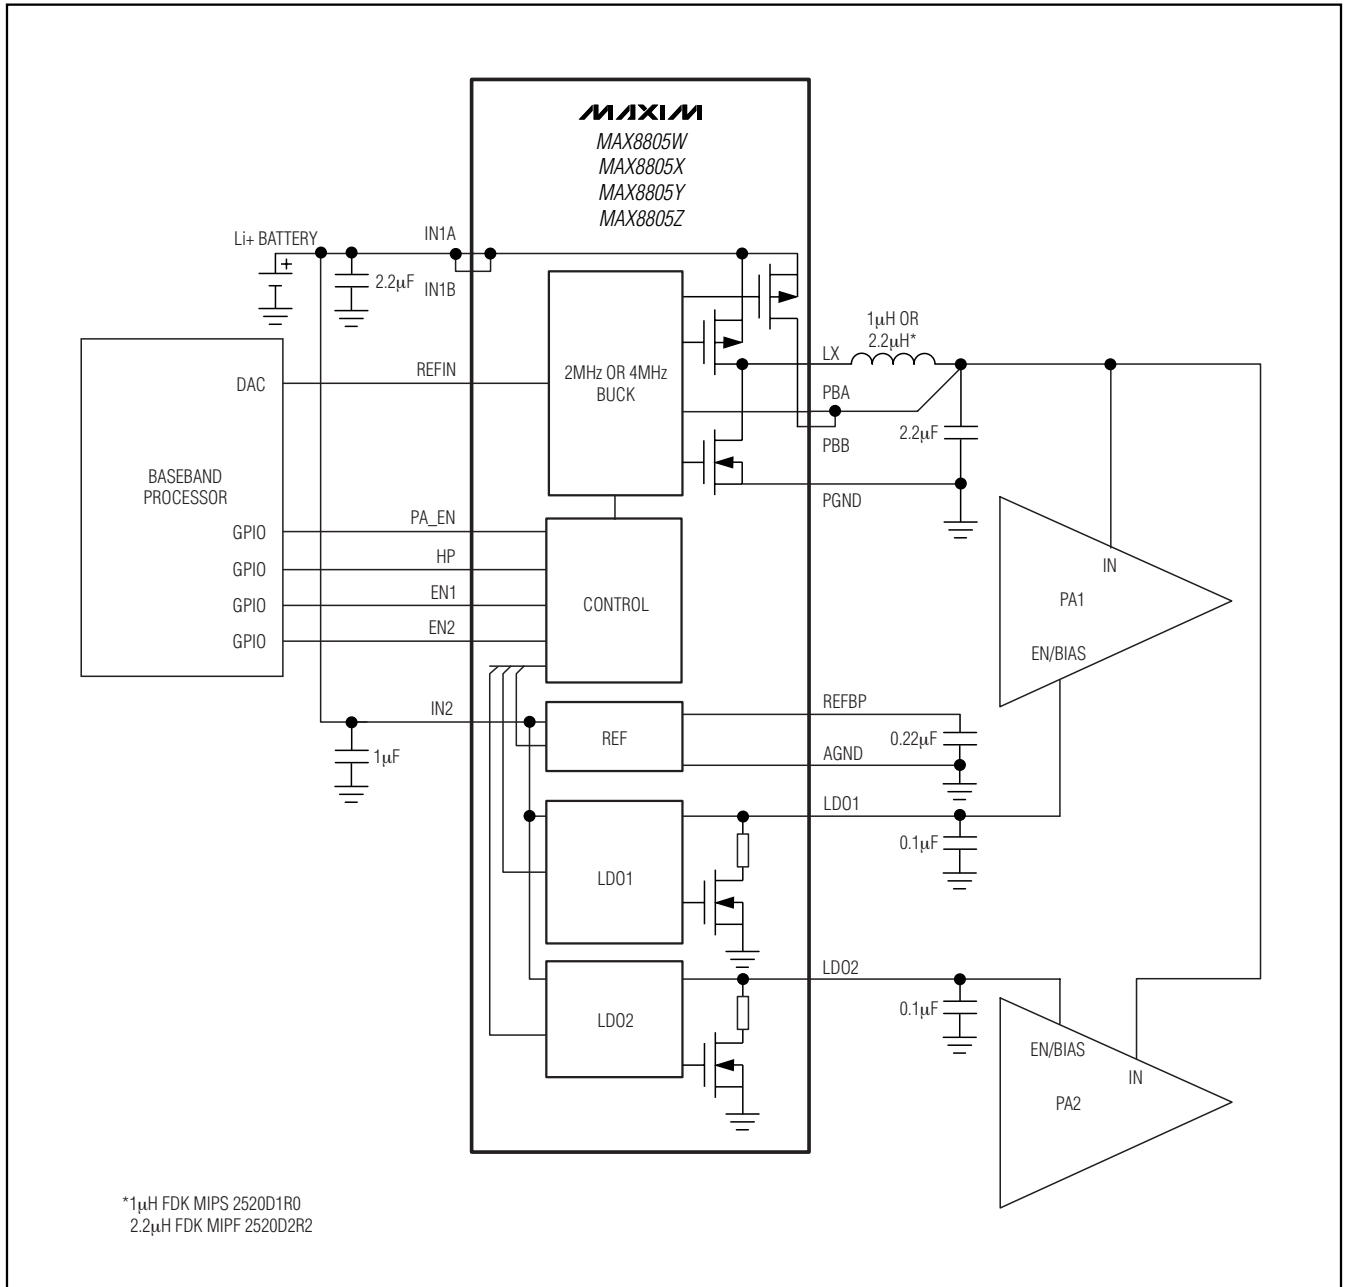 MAXIM
MAX8805W
MAX8805X
MAX8805Y
MAX8805Z
Li+ BATTERY
+
2.2µF
IN1A
IN1B
DAC
REFIN
2MHz OR 4MHz
BUCK
LX
1µH OR
2.2µH*
PBA
PBB
2.2µF
PGND
BASEBAND
PROCESSOR
GPIO
PA_EN
GPIO
HP
GPIO
EN1
GPIO
EN2
CONTROL
IN
PA1
EN/BIAS
IN2
1µF
REF
REFBP
0.22µF
AGND
LDO1
LDO1
0.1µF
LDO2
LDO2
0.1µF
EN/BIAS
IN
PA2
*1µH FDK MIPS 2520D1R0
2.2µH FDK MIPF 2520D2R2